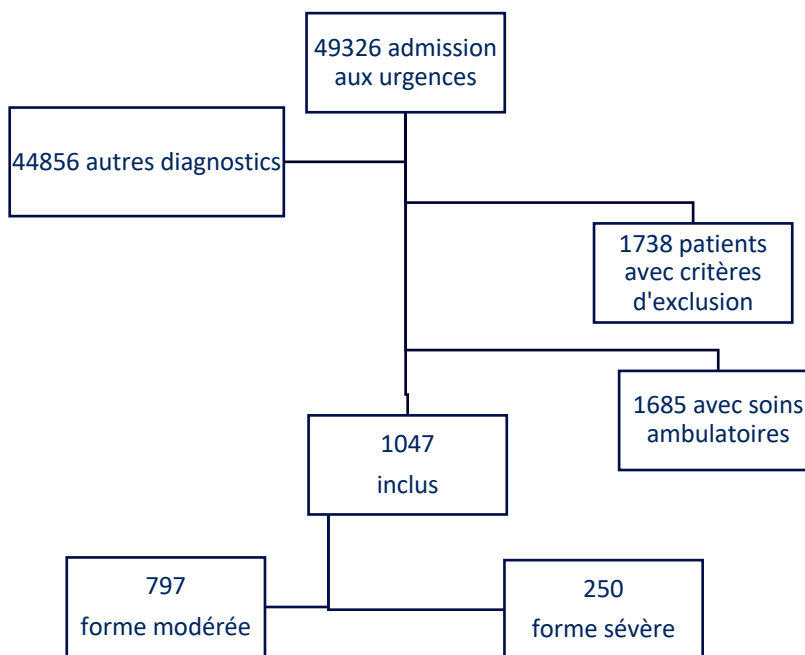 49326 admission
aux urgences
44856 autres diagnostics
1738 patients
avec critères
d'exclusion
1685 avec soins
ambulatoires
1047
inclus
797
forme modérée
250
forme sévère